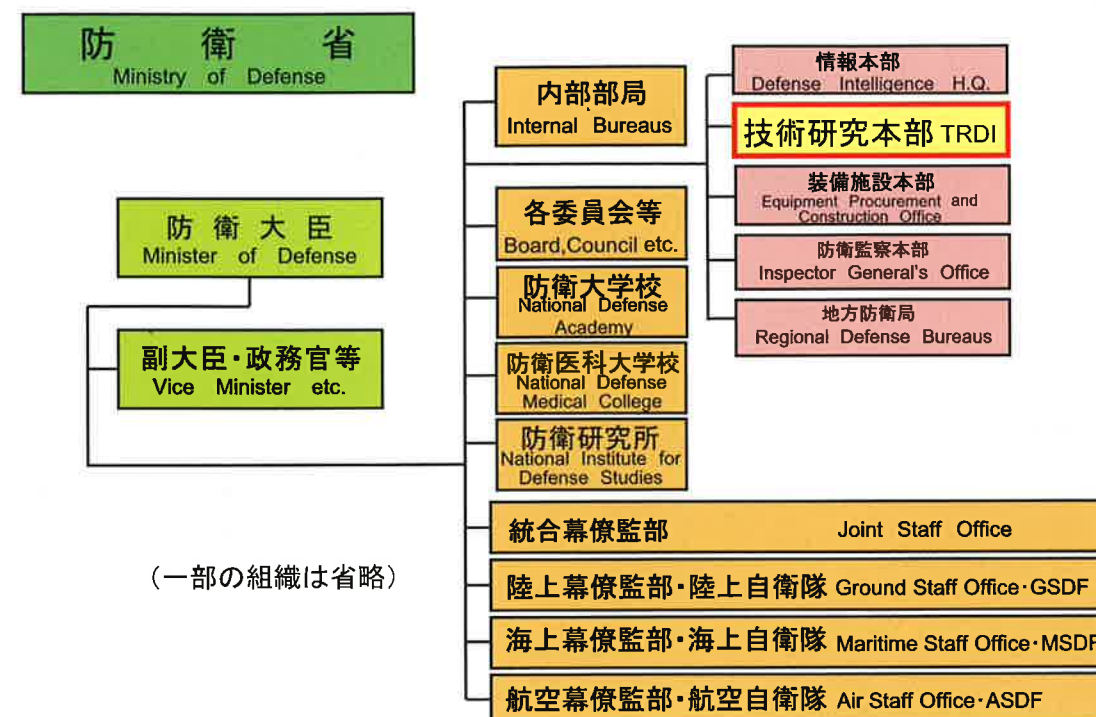 防衛省
Ministry of Defense
防衛大臣
Minister of Defense
副大臣・政務官等
Vice Minister etc.
内部部局
Internal Bureaus
各委員会等
Board,Council etc.
防衛大学校
National Defense
Academy
防衛医科大学校
National Defense
Medical College
防衛研究所
National Institute for
Defense Studies
情報本部
Defense Intelligence H.Q.
技術研究本部 TRDI
装備施設本部
Equipment Procurement and
Construction Office
防衛監察本部
Inspector General's Office
地方防衛局
Regional Defense Bureaus
統合幕僚監部 Joint Staff Office
陸上幕僚監部・陸上自衛隊 Ground Staff Office・GSDF
海上幕僚監部・海上自衛隊 Maritime Staff Office・MSDF
航空幕僚監部・航空自衛隊 Air Staff Office・ASDF
（一部の組織は省略）